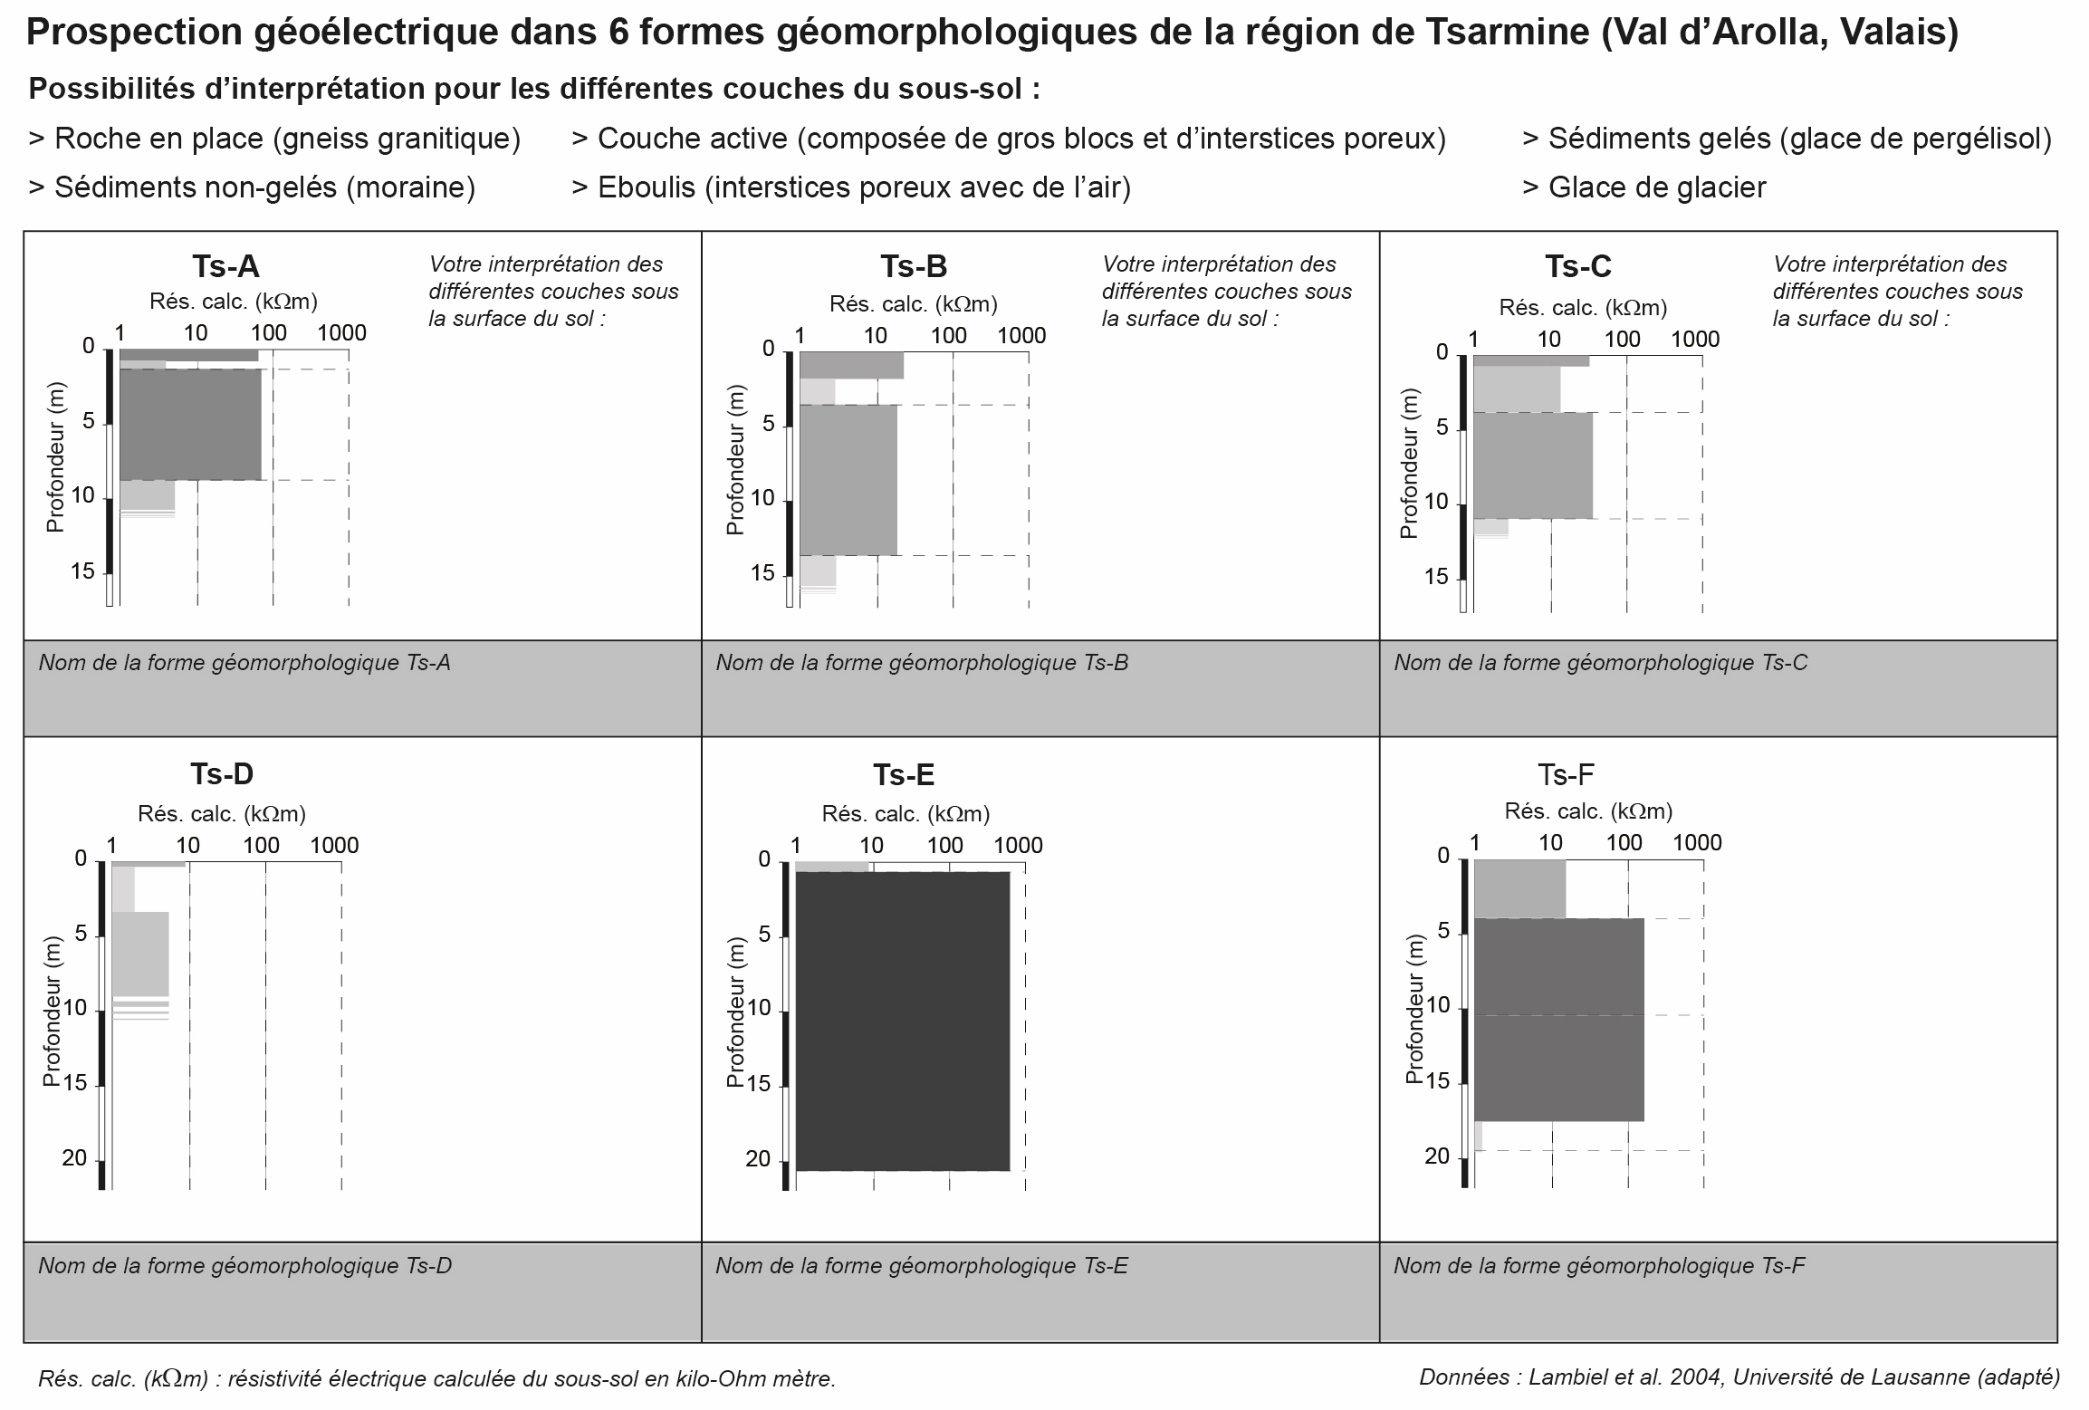 Prospection géoélectrique dans 6 formes géomorphologiques de la région de Tsarmine (Val d'Arolla, Valais)
Possibilités d'interprétation pour les différentes couches du sous-sol :
> Roche en place (gneiss granitique)
> Couche active (composée de gros blocs et d'interstices poreux)
> Sédiments gelés (glace de pergélisol)
> Sédiments non-gelés (moraine)
> Eboulis (interstices poreux avec de l'air)
> Glace de glacier
Ts-A
Rés. calc. (kΩm)
1 10 100 1000
0
5
10
15
Profondeur (m)
Votre interprétation des
différentes couches sous
la surface du sol :
Ts-B
Rés. calc. (kΩm)
1 10 100 1000
0
5
10
15
Profondeur (m)
Votre interprétation des
différentes couches sous
la surface du sol :
Ts-C
Rés. calc. (kΩm)
1 10 100 1000
0
5
10
15
Profondeur (m)
Votre interprétation des
différentes couches sous
la surface du sol :
Nom de la forme géomorphologique Ts-A
Nom de la forme géomorphologique Ts-B
Nom de la forme géomorphologique Ts-C
Ts-D
Rés. calc. (kΩm)
1 10 100 1000
0
5
10
15
20
Profondeur (m)
Ts-E
Rés. calc. (kΩm)
1 10 100 1000
0
5
10
15
20
Profondeur (m)
Ts-F
Rés. calc. (kΩm)
1 10 100 1000
0
5
10
15
20
Profondeur (m)
Nom de la forme géomorphologique Ts-D
Nom de la forme géomorphologique Ts-E
Nom de la forme géomorphologique Ts-F
Rés. calc. (kΩm) : résistivité électrique calculée du sous-sol en kilo-Ohm mètre.
Données : Lambiel et al. 2004, Université de Lausanne (adapté)